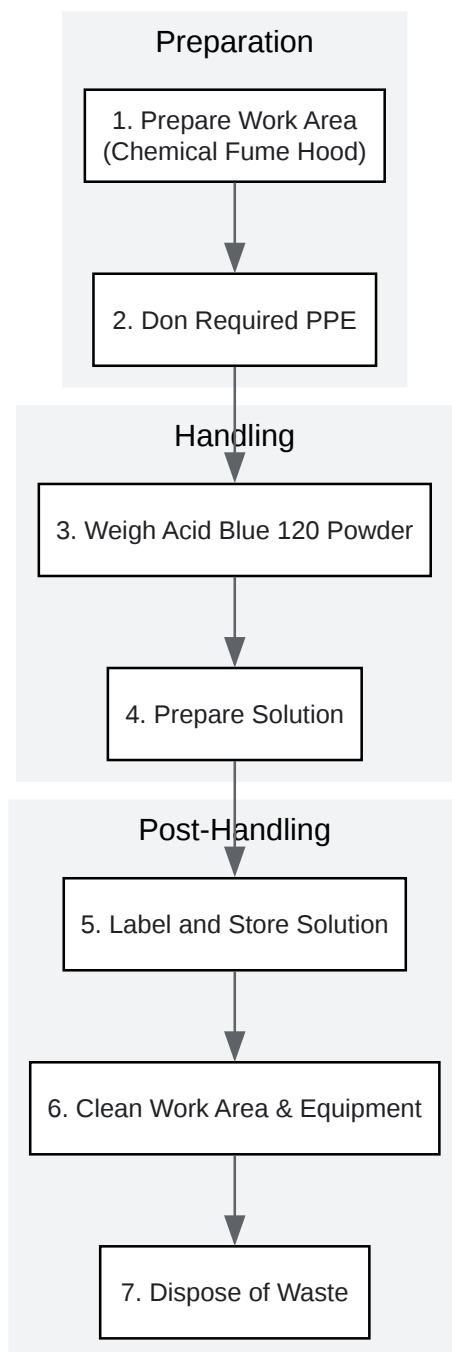 Preparation
1. Prepare Work Area
(Chemical Fume Hood)
2. Don Required PPE
Handling
3. Weigh Acid Blue 120 Powder
4. Prepare Solution
Post-Handling
5. Label and Store Solution
6. Clean Work Area & Equipment
7. Dispose of Waste